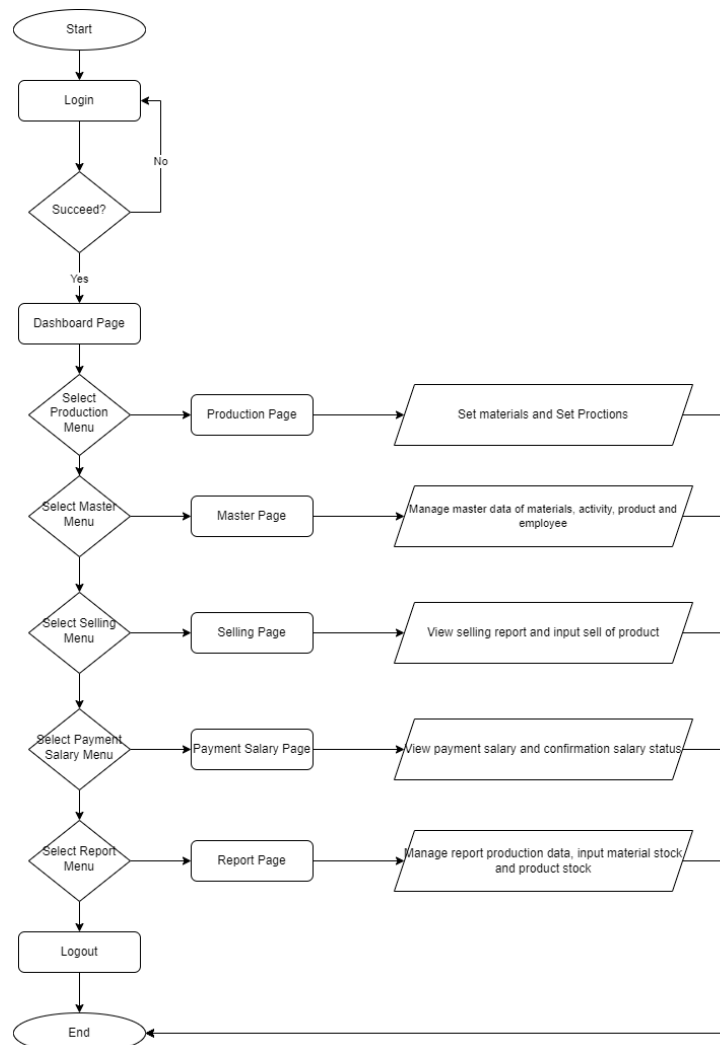 Start
Login
No
Succeed?
Yes
Dashboard Page
Select
Production
Menu
Production Page
Set materials and Set Proctions
Select Master
Menu
Master Page
Manage master data of materials, activity, product and
employee
Select Selling
Menu
Selling Page
View selling report and input sell of product
Select Payment
Salary Menu
Payment Salary Page
View payment salary and confirmation salary status
Select Report
Menu
Report Page
Manage report production data, input material stock
and product stock
Logout
End